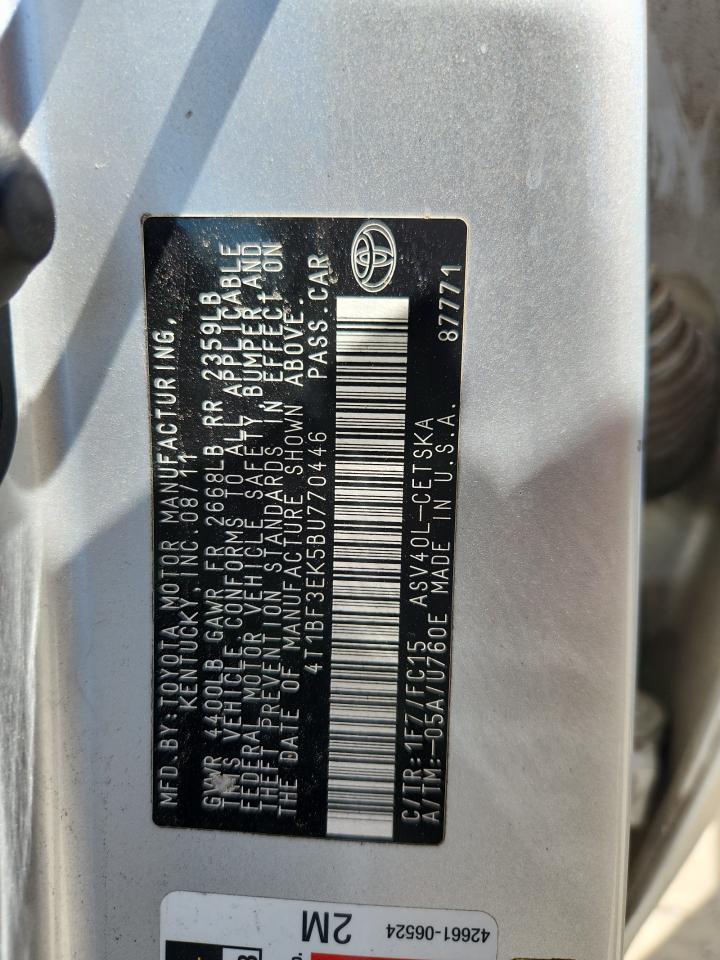 MFD.BY:TOYOTA MOTOR MANUFACTURING,
KENTUCKY INC 08/11
GVWR 4400LB GAWR FR 2668LB RR 2359LB
THIS VEHICLE CONFORMS TO ALL APPLICABLE
FEDERAL MOTOR VEHICLE SAFETY, BUMPER AND
THEFT PREVENTION STANDARDS IN EFFECT ON
THE DATE OF MANUFACTURE SHOWN ABOVE.
4T1BF3EK5BU770446 PASS.CAR
C/TR:1F7/FC15 ASV40L-CETSKA
A/TM:-05A/U760E MADE IN U.S.A. 87771
42661-06524
2M